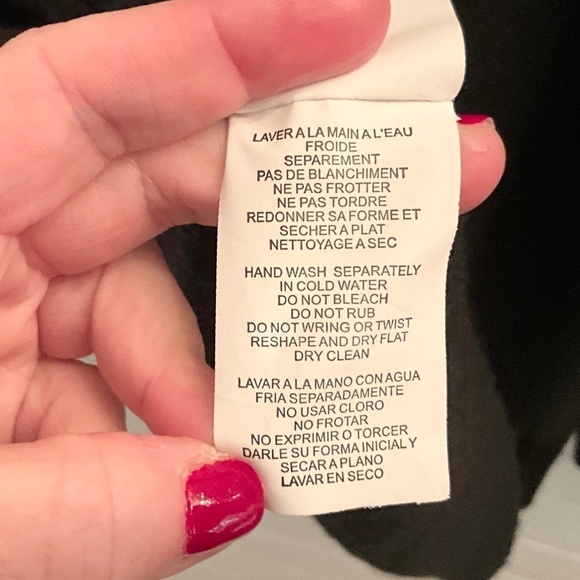 LAVER A LA MAIN A L'EAU
FROIDE
SEPAREMENT
PAS DE BLANCHIMENT
NE PAS FROTTER
NE PAS TORDRE
REDONNER SA FORME ET
SECHER A PLAT
NETTOYAGE A SEC
HAND WASH SEPARATELY
IN COLD WATER
DO NOT BLEACH
DO NOT RUB
DO NOT WRING OR TWIST
RESHAPE AND DRY FLAT
DRY CLEAN
LAVAR A LA MANO CON AGUA
FRIA SEPARADAMENTE
NO USAR CLORO
NO FROTAR
NO EXPRIMIR O TORCER
DARLE SU FORMA INICIAL Y
SECAR A PLANO
LAVAR EN SECO